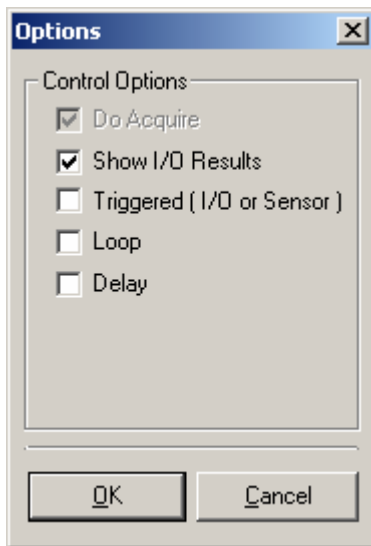 Options
Control Options
Do Acquire
Show I/O Results
Triggered ( I/O or Sensor )
Loop
Delay
OK Cancel